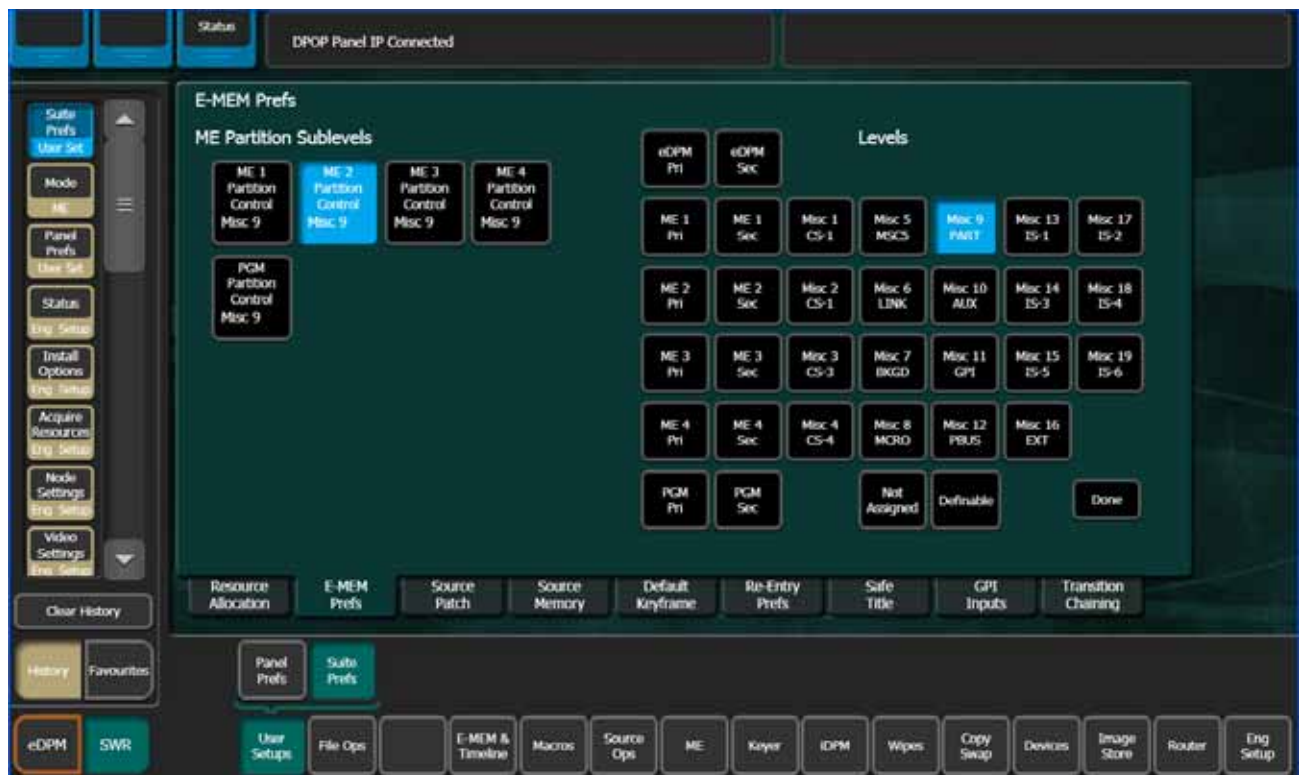 Status
DPOP Panel IP Connected
E-MEM Prefs
ME Partition Sublevels
Levels
Suite
Prefs
User Set
Mode
ME
Panel
Prefs
User Set
Status
Eng Setup
Install
Options
Eng Setup
Acquire
Resources
Eng Setup
Node
Settings
Eng Setup
Video
Settings
Eng Setup
Clear History
History
Favourites
ME 1
Partition
Control
Misc 9
ME 2
Partition
Control
Misc 9
ME 3
Partition
Control
Misc 9
ME 4
Partition
Control
Misc 9
PGM
Partition
Control
Misc 9
eDPM
Pri
eDPM
Sec
ME 1
Pri
ME 1
Sec
Misc 1
CS-1
Misc 5
MSCS
Misc 9
PART
Misc 13
IS-1
Misc 17
IS-2
ME 2
Pri
ME 2
Sec
Misc 2
CS-1
Misc 6
LINK
Misc 10
AUX
Misc 14
IS-3
Misc 18
IS-4
ME 3
Pri
ME 3
Sec
Misc 3
CS-3
Misc 7
BKGD
Misc 11
GPI
Misc 15
IS-5
Misc 19
IS-6
ME 4
Pri
ME 4
Sec
Misc 4
CS-4
Misc 8
MCRO
Misc 12
PBUS
Misc 16
EXT
PGM
Pri
PGM
Sec
Not
Assigned
Definable
Done
Resource
Allocation
E-MEM
Prefs
Source
Patch
Source
Memory
Default
Keyframe
Re-Entry
Prefs
Safe
Title
GPI
Inputs
Transition
Chaining
Panel
Prefs
Suite
Prefs
eDPM
SWR
User
Setups
File Ops
E-MEM &
Timeline
Macros
Source
Ops
ME
Keyer
iDPM
Wipes
Copy
Swap
Devices
Image
Store
Router
Eng
Setup